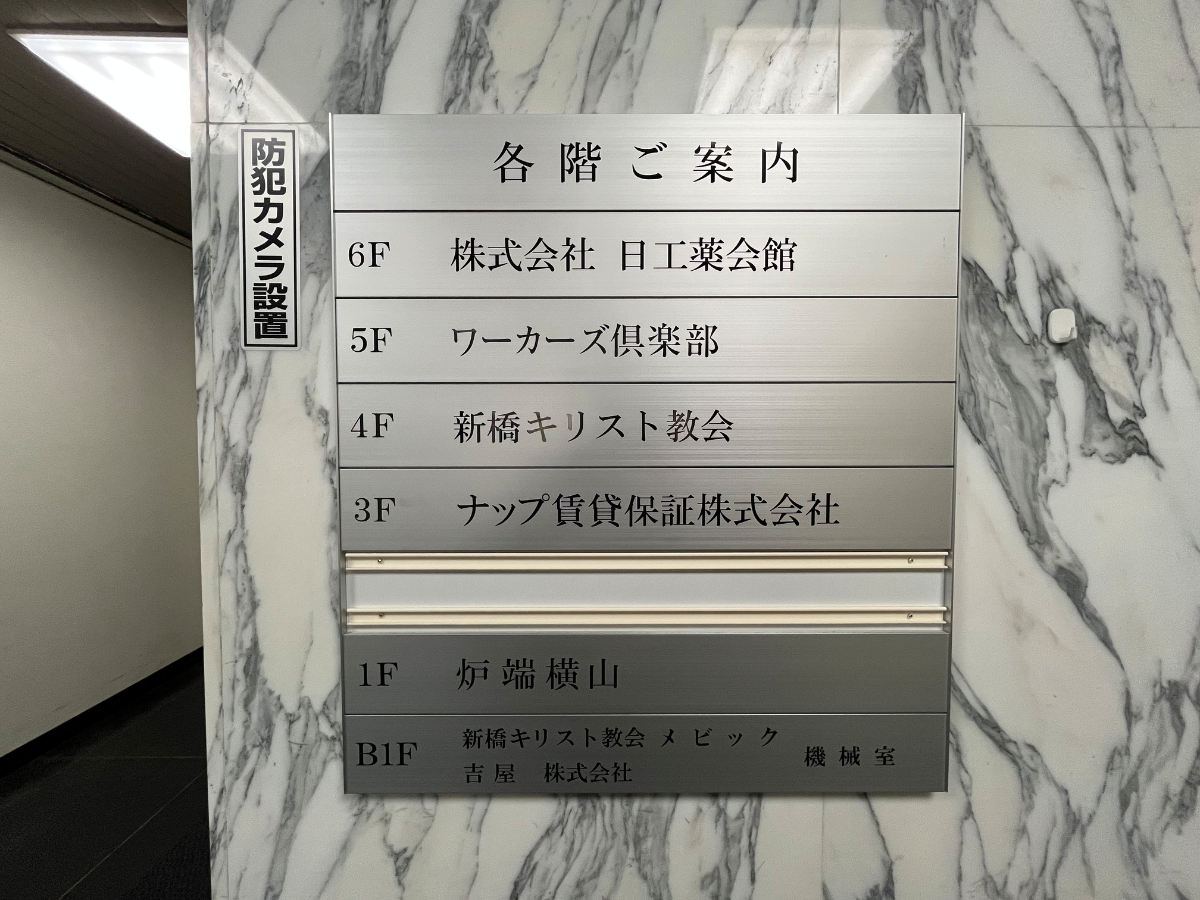 防犯カメラ設置
各階ご案内
6F 株式会社 日工薬会館
5F ワーカーズ倶楽部
4F 新橋キリスト教会
3F ナップ賃貸保証株式会社
1F 炉端横山
B1F 新橋キリスト教会 メビック 機械室
吉屋 株式会社